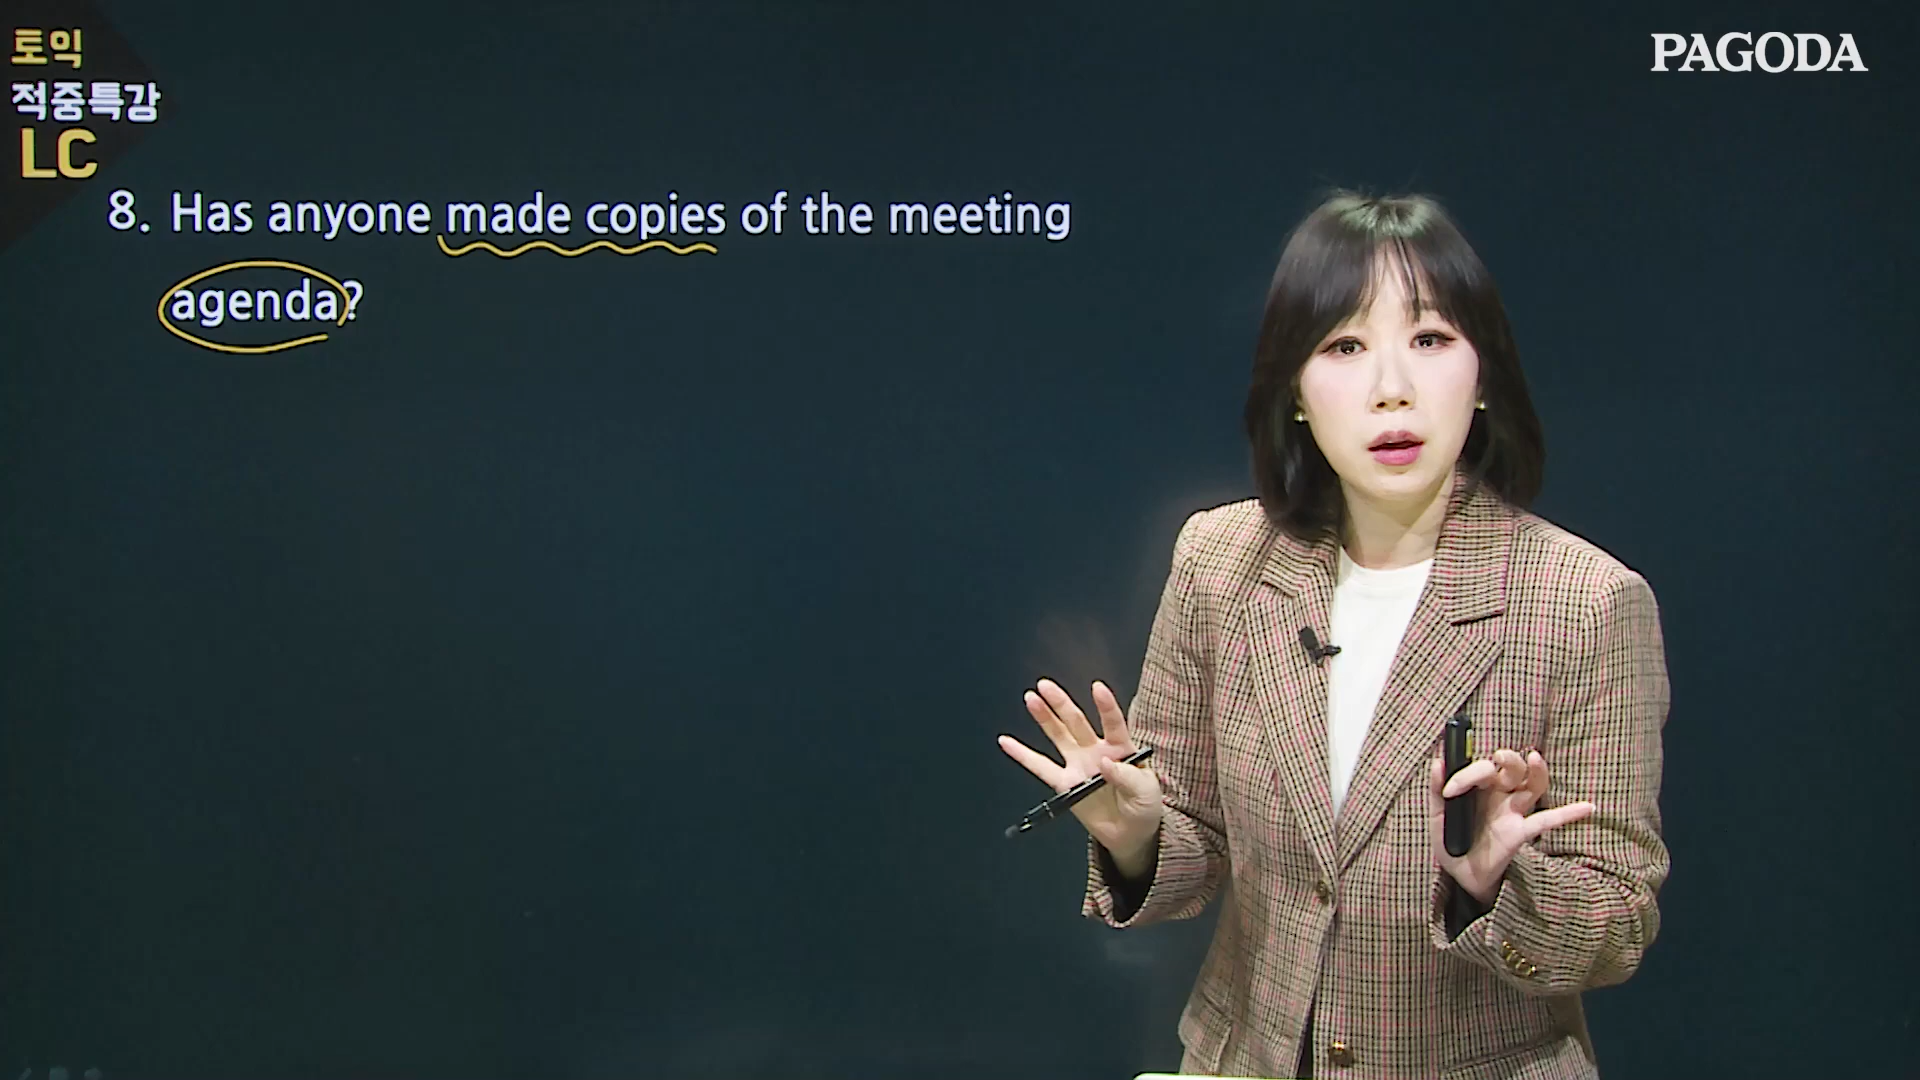 토익
적중특강
LC
PAGODA
8. Has anyone made copies of the meeting
agenda?